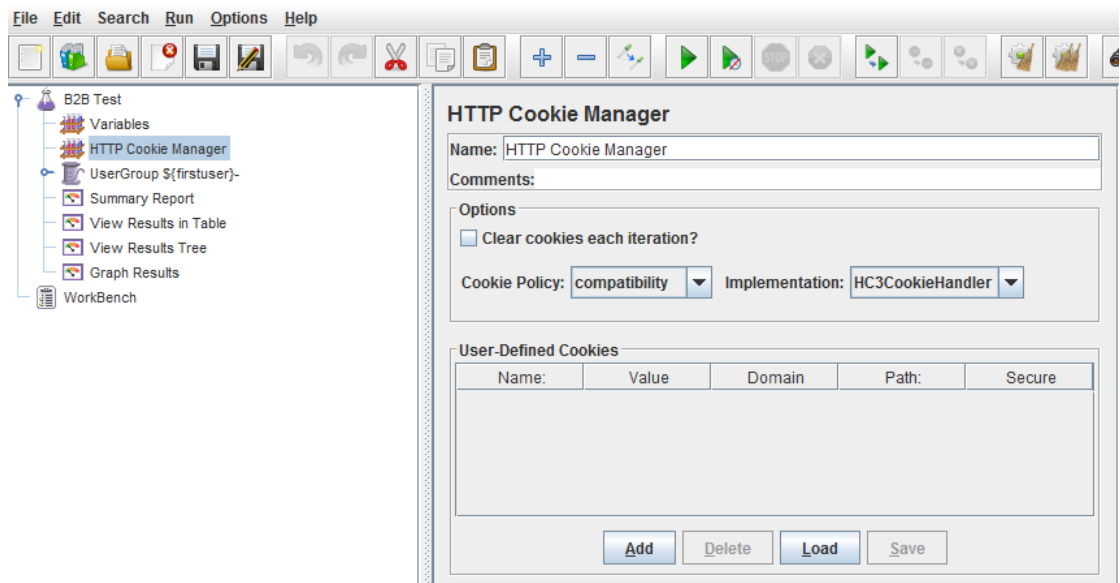 File Edit Search Run Options Help
STOP
B2B Test
Variables
HTTP Cookie Manager
UserGroup ${firstuser}-
Summary Report
View Results in Table
View Results Tree
Graph Results
WorkBench
HTTP Cookie Manager
Name: HTTP Cookie Manager
Comments:
Options
Clear cookies each iteration?
Cookie Policy: compatibility Implementation: HC3CookieHandler
User-Defined Cookies
Name: Value Domain Path: Secure
Add Delete Load Save